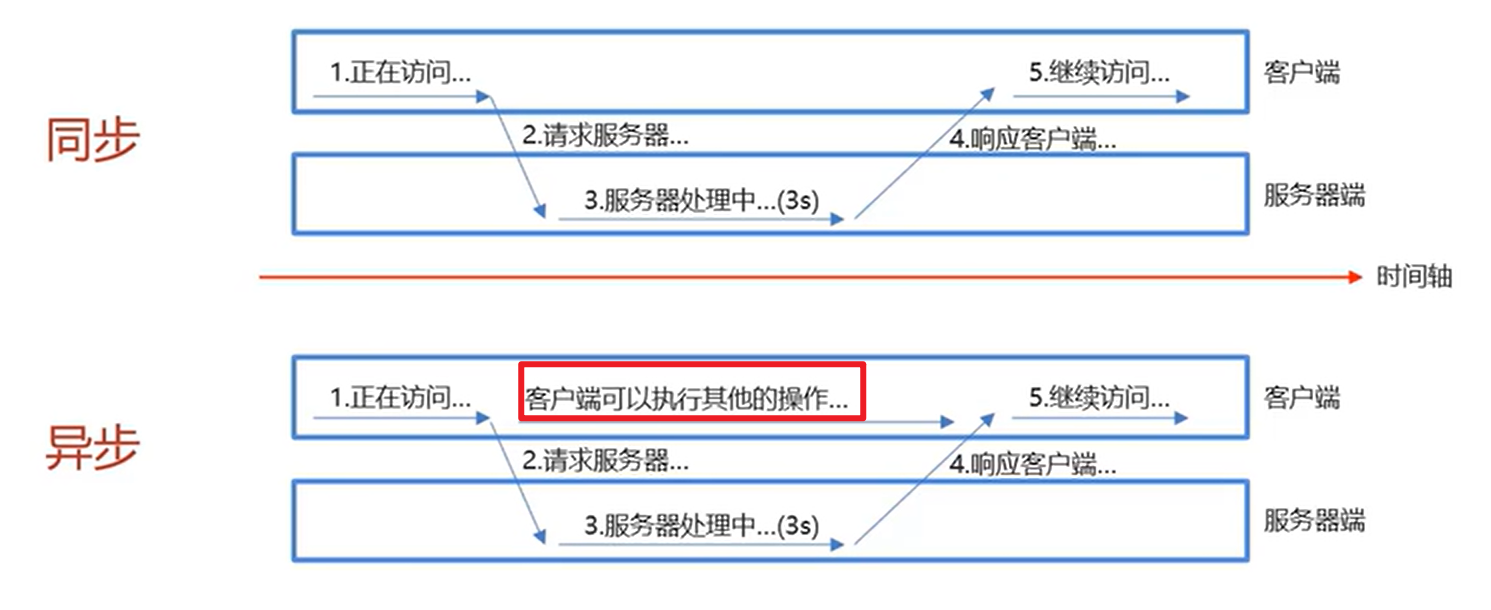 同步
1.正在访问...
5.继续访问...
客户端
2.请求服务器...
4.响应客户端...
3.服务器处理中...(3s)
服务器端
时间轴
异步
1.正在访问...
客户端可以执行其他的操作...
5.继续访问...
客户端
2.请求服务器...
4.响应客户端...
3.服务器处理中...(3s)
服务器端